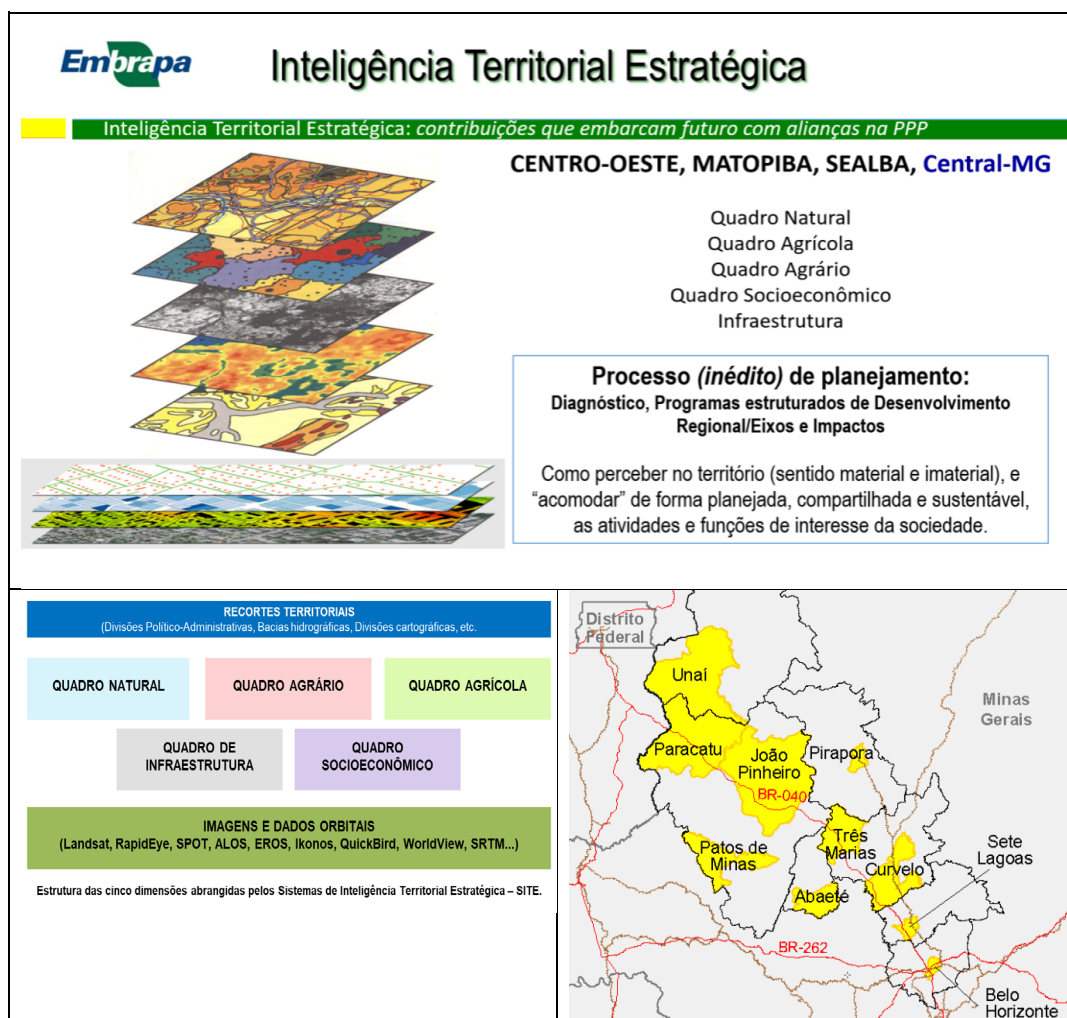 Embrapa
Inteligência Territorial Estratégica
Inteligência Territorial Estratégica: contribuições que embarcam futuro com alianças na PPP
CENTRO-OESTE, MATOPIBA, SEALBA, Central-MG
Quadro Natural
Quadro Agrícola
Quadro Agrário
Quadro Socioeconômico
Infraestrutura
Processo (inédito) de planejamento:
Diagnóstico, Programas estruturados de Desenvolvimento
Regional/Eixos e Impactos
Como perceber no território (sentido material e imaterial), e
“acomodar” de forma planejada, compartilhada e sustentável,
as atividades e funções de interesse da sociedade.
RECORTES TERRITORIAIS
(Divisões Político-Administrativas, Bacias hidrográficas, Divisões cartográficas, etc.
QUADRO NATURAL
QUADRO AGRÁRIO
QUADRO AGRÍCOLA
QUADRO DE
INFRAESTRUTURA
QUADRO
SOCIOECONÔMICO
IMAGENS E DADOS ORBITAIS
(Landsat, RapidEye, SPOT, ALOS, EROS, Ikonos, QuickBird, WorldView, SRTM...)
Estrutura das cinco dimensões abrangidas pelos Sistemas de Inteligência Territorial Estratégica – SITE.
Distrito
Federal
Unaí
Minas
Gerais
Paracatu
João
Pinheiro
Pirapora
BR-040
Três
Marias
Patos de
Minas
Sete
Lagoas
Curvelo
Abaeté
BR-262
Belo
Horizonte